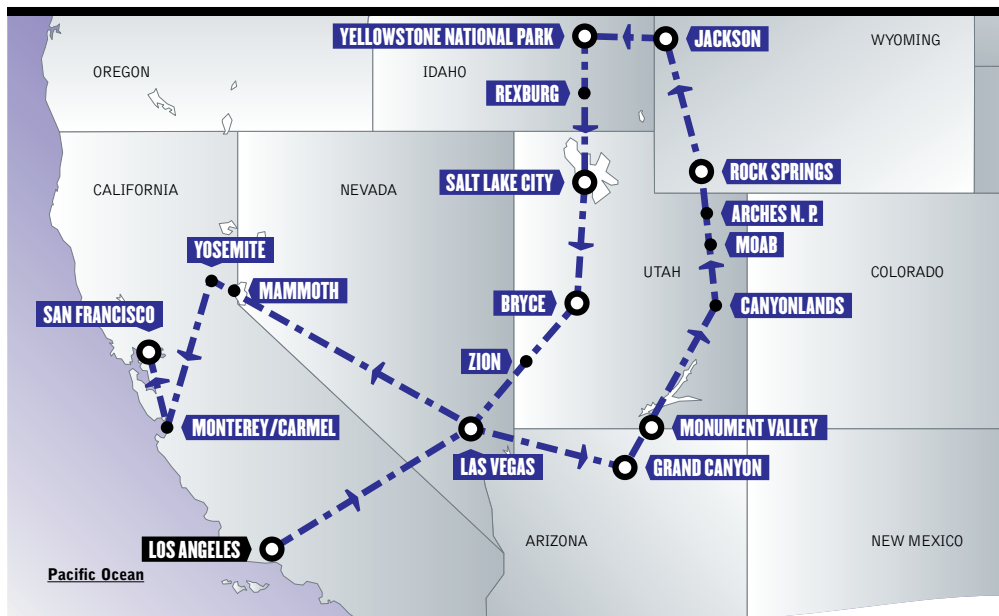 YELLOWSTONE NATIONAL PARK
JACKSON
WYOMING
OREGON
IDAHO
REXBURG
ROCK SPRINGS
SALT LAKE CITY
CALIFORNIA
NEVADA
ARCHES N. P.
MOAB
YOSEMITE
UTAH
COLORADO
MAMMOTH
BRYCE
CANYONLANDS
SAN FRANCISCO
ZION
MONTEREY/CARMEL
MONUMENT VALLEY
LAS VEGAS
GRAND CANYON
LOS ANGELES
ARIZONA
NEW MEXICO
Pacific Ocean